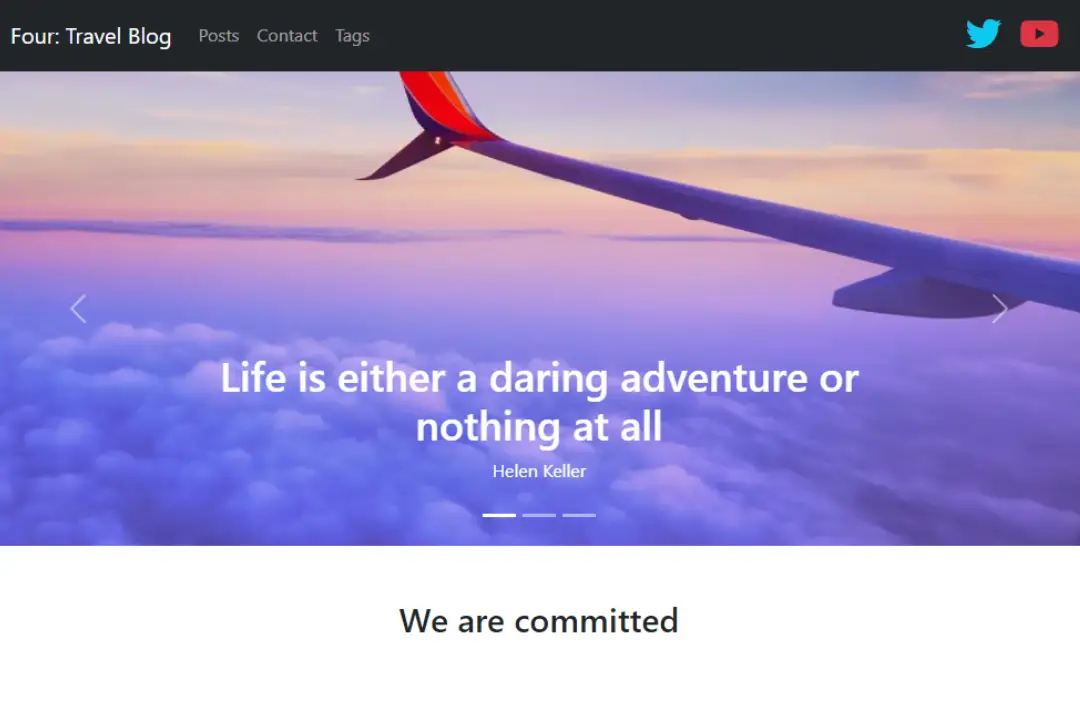 Four: Travel Blog Posts Contact Tags
Life is either a daring adventure or
nothing at all
Helen Keller
We are committed